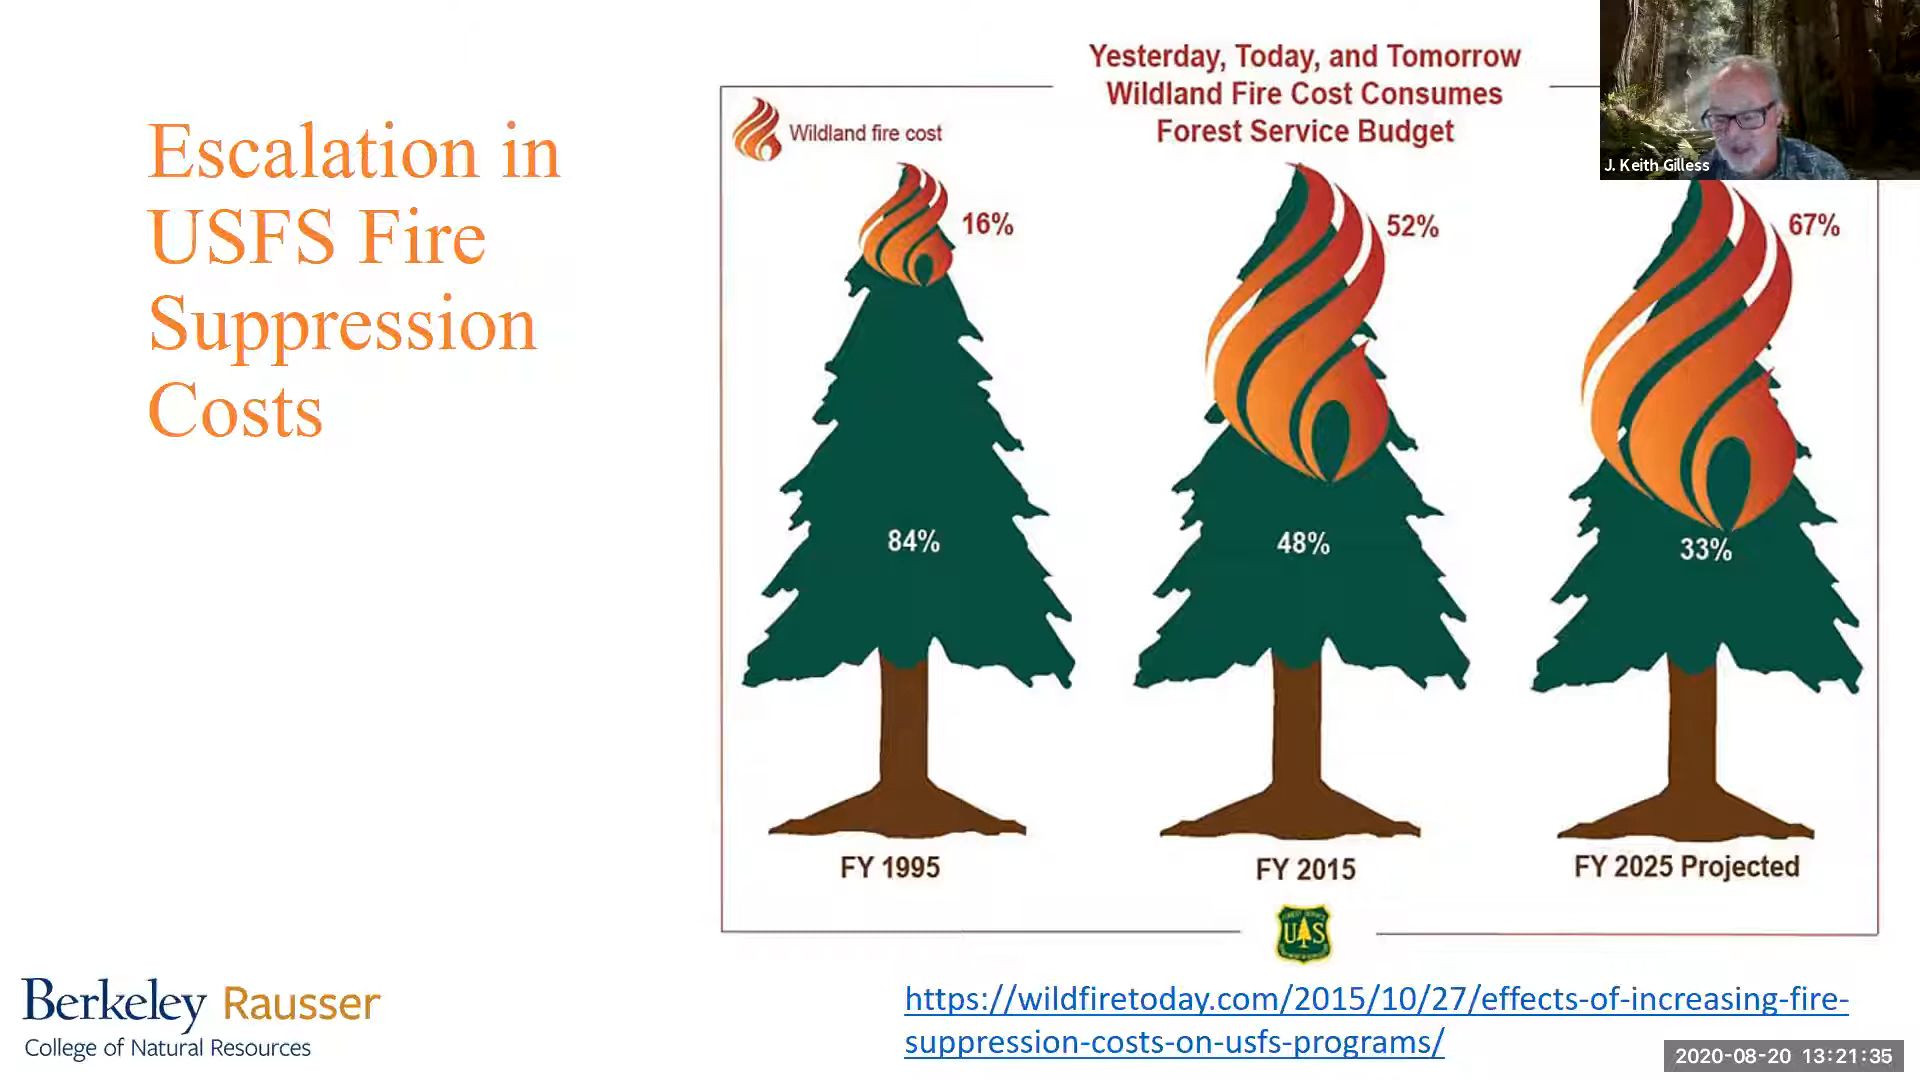 Escalation in
USFS Fire
Suppression
Costs
Yesterday, Today, and Tomorrow
Wildland Fire Cost Consumes
Forest Service Budget
Wildland fire cost
16%
52%
67%
84%
48%
33%
FY 1995
FY 2015
FY 2025 Projected
U S
J. Keith Gilless
Berkeley Rausser
College of Natural Resources
https://wildfiretoday.com/2015/10/27/effects-of-increasing-fire-
suppression-costs-on-usfs-programs/
2020-08-20 13:21:35